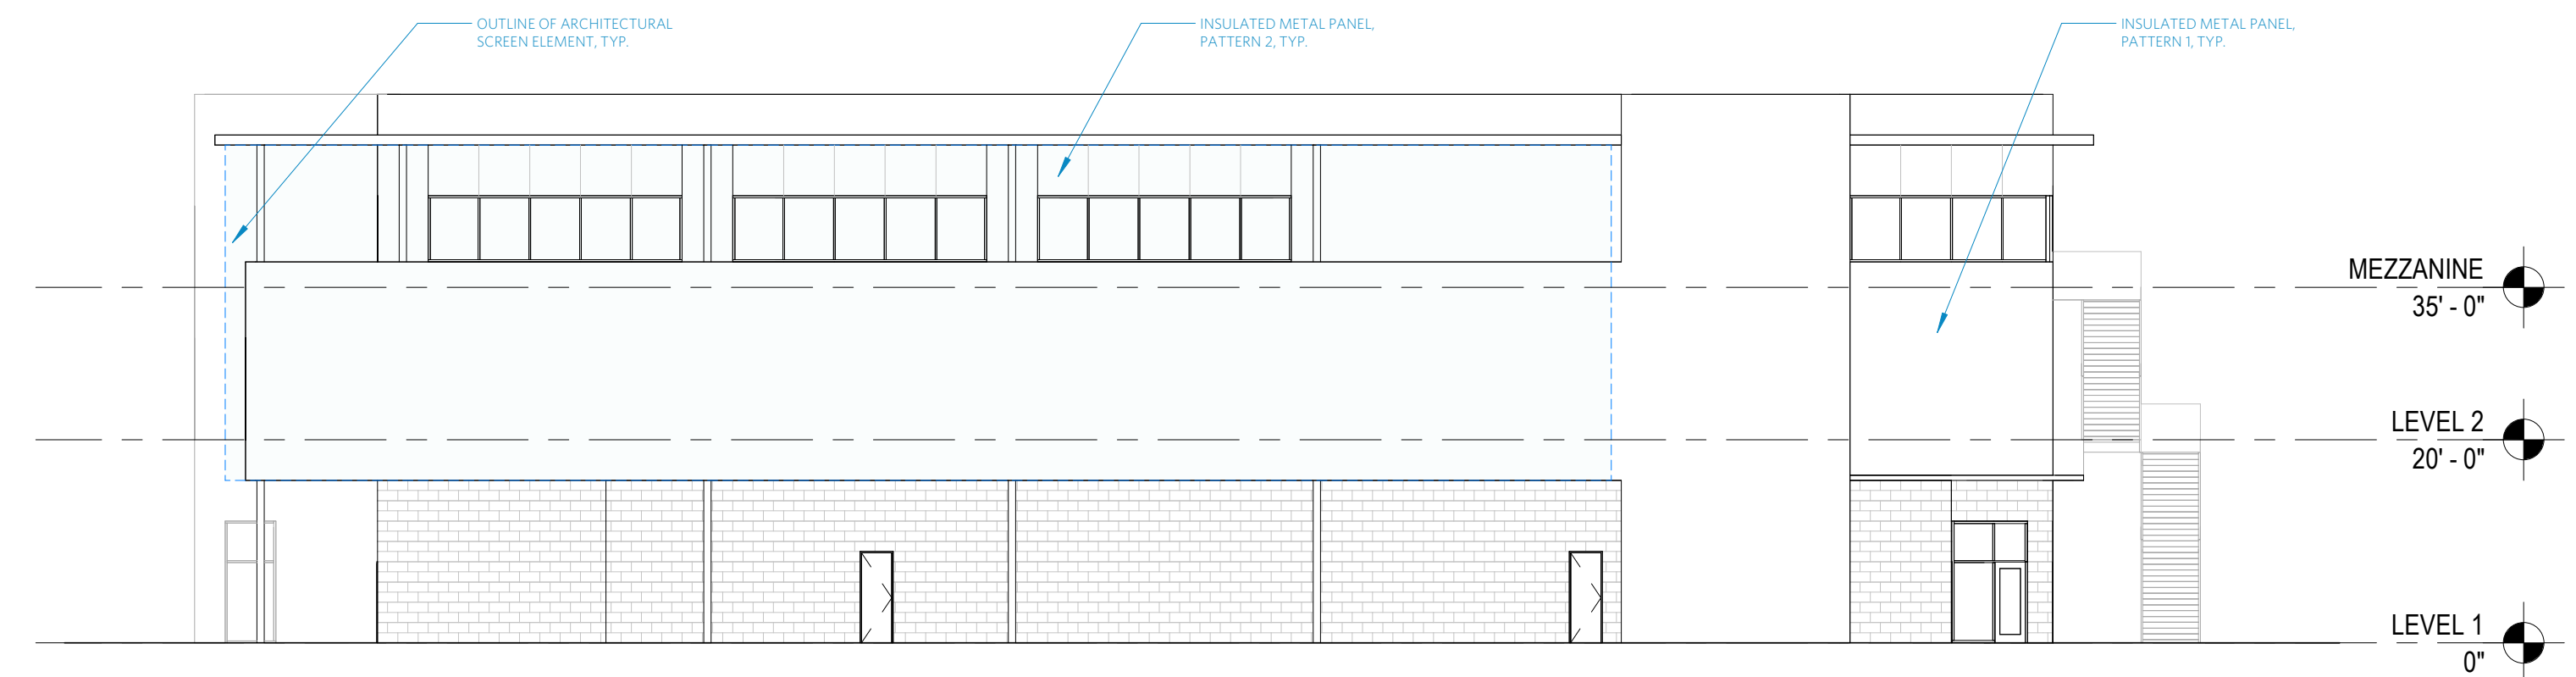 OUTLINE OF ARCHITECTURAL
SCREEN ELEMENT, TYP.
INSULATED METAL PANEL,
PATTERN 2, TYP.
INSULATED METAL PANEL,
PATTERN 1, TYP.
MEZZANINE
35' - 0"
LEVEL 2
20' - 0"
LEVEL 1
0"